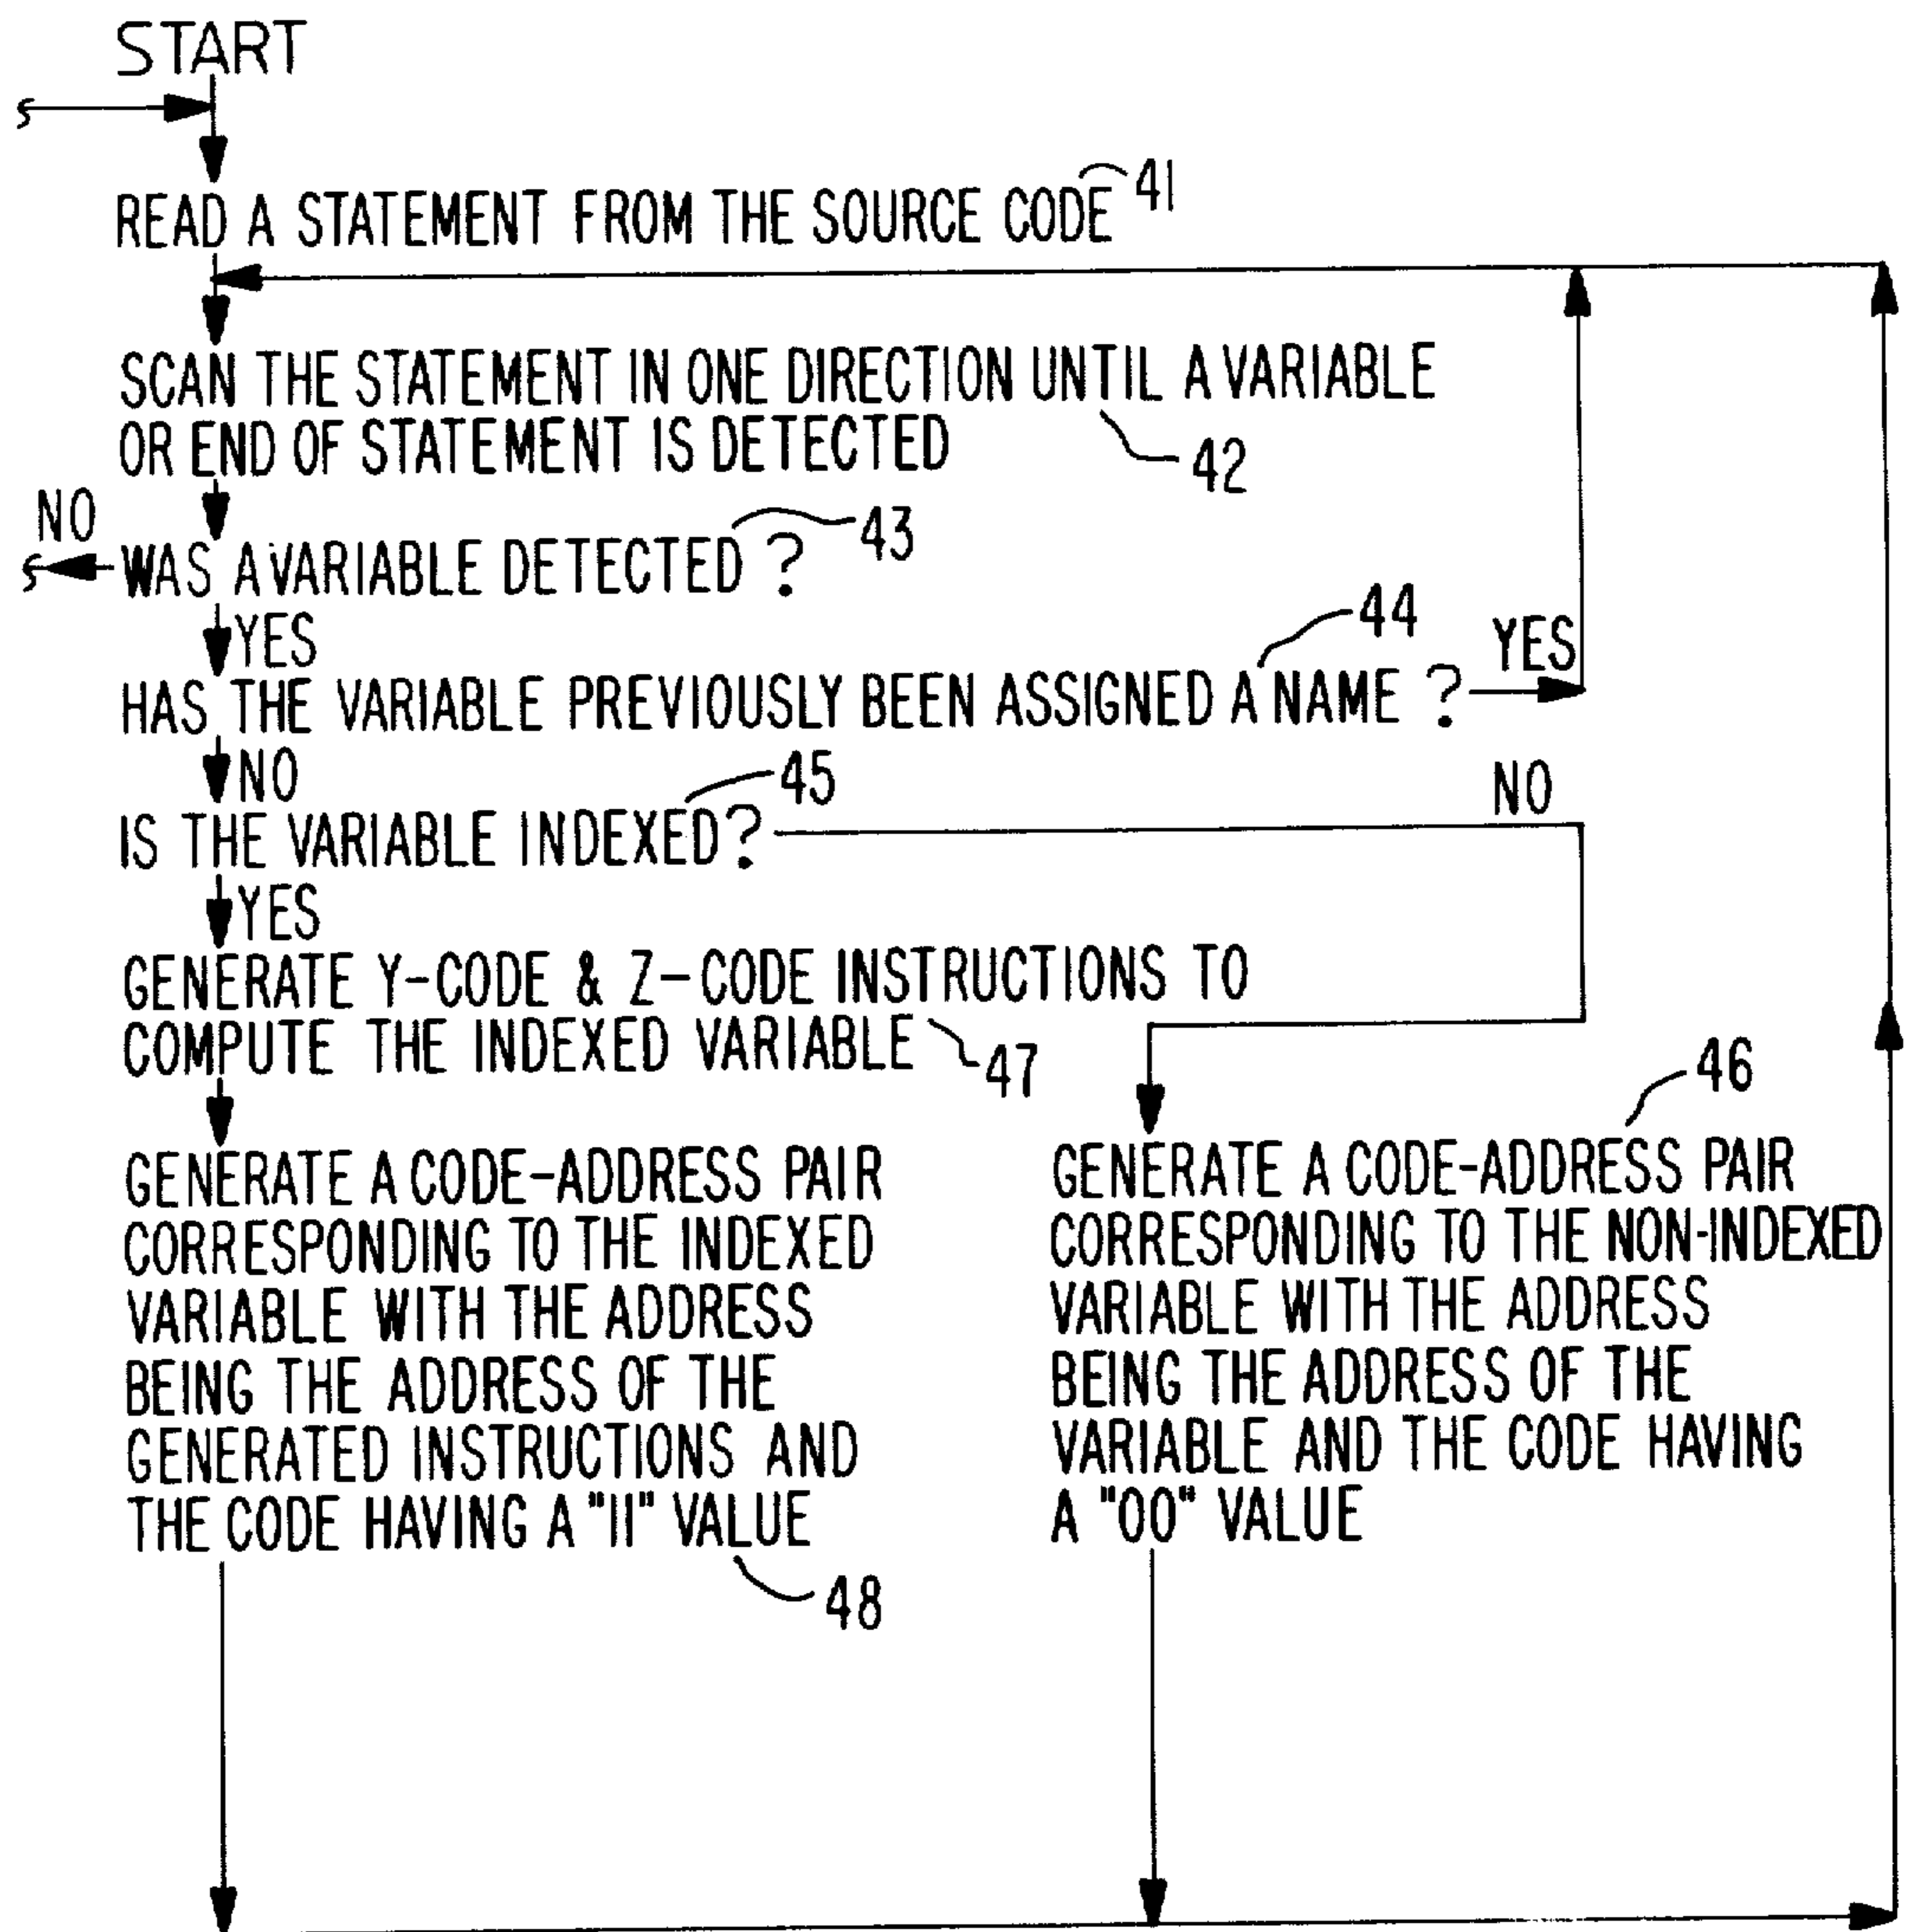 START
READ A STATEMENT FROM THE SOURCE CODE 41
SCAN THE STATEMENT IN ONE DIRECTION UNTIL A VARIABLE
OR END OF STATEMENT IS DETECTED
42
NO
WAS A VARIABLE DETECTED ? 43
YES
44
HAS THE VARIABLE PREVIOUSLY BEEN ASSIGNED A NAME ? YES
NO
45
IS THE VARIABLE INDEXED? NO
YES
GENERATE Y-CODE & Z-CODE INSTRUCTIONS TO
COMPUTE THE INDEXED VARIABLE 47
GENERATE A CODE-ADDRESS PAIR
CORRESPONDING TO THE INDEXED
VARIABLE WITH THE ADDRESS
BEING THE ADDRESS OF THE
GENERATED INSTRUCTIONS AND
THE CODE HAVING A "11" VALUE
48
46
GENERATE A CODE-ADDRESS PAIR
CORRESPONDING TO THE NON-INDEXED
VARIABLE WITH THE ADDRESS
BEING THE ADDRESS OF THE
VARIABLE AND THE CODE HAVING
A "00" VALUE